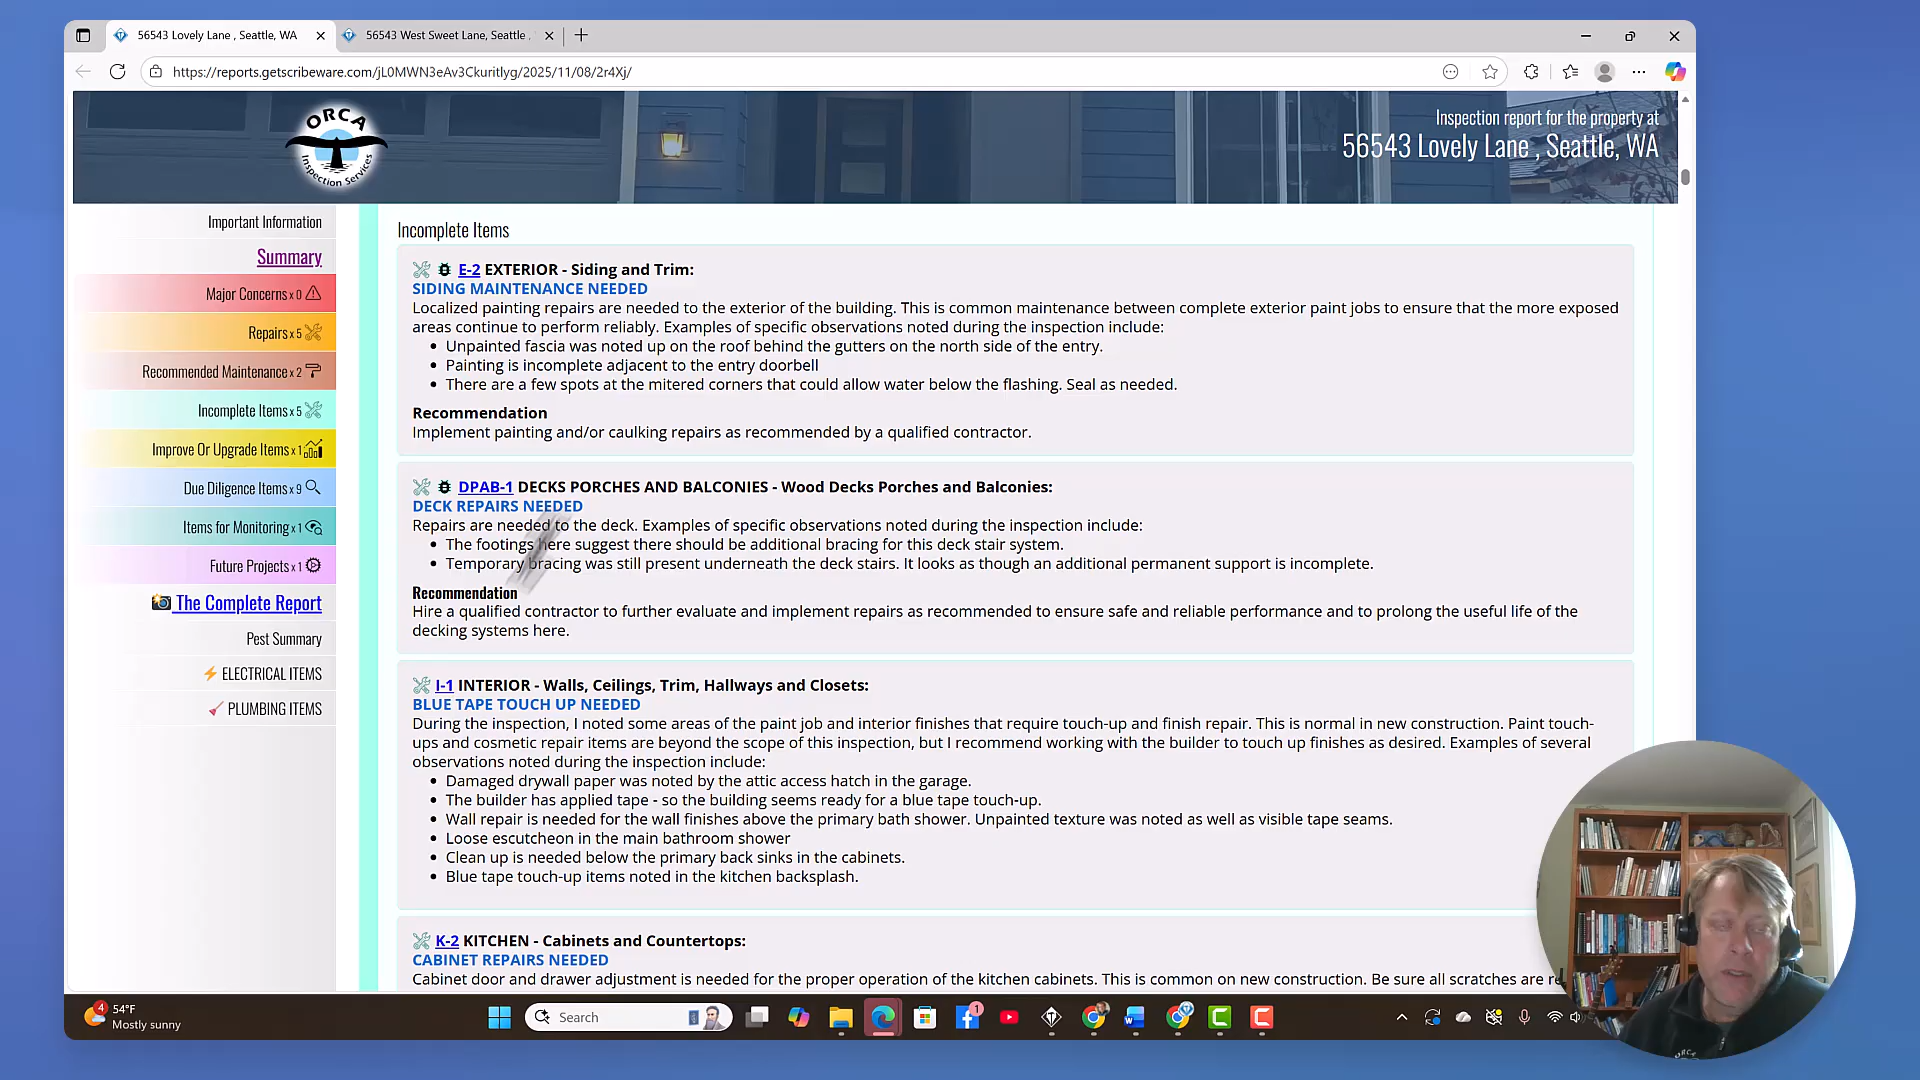 56543 Lovely Lane , Seattle, WA
56543 West Sweet Lane, Seattle
https://reports.getscribeware.com/jL0MWN3eAv3Ckuritlyg/2025/11/08/2r4Xj/
ORCA
Inspection Services
Inspection report for the property at
56543 Lovely Lane , Seattle, WA
Important Information
Summary
Major Concerns x 0
Repairs x 5
Recommended Maintenance x 2
Incomplete Items x 5
Improve Or Upgrade Items x 1
Due Diligence Items x 9
Items for Monitoring x 1
Future Projects x 1
The Complete Report
Pest Summary
ELECTRICAL ITEMS
PLUMBING ITEMS
Incomplete Items
E-2 EXTERIOR - Siding and Trim:
SIDING MAINTENANCE NEEDED
Localized painting repairs are needed to the exterior of the building. This is common maintenance between complete exterior paint jobs to ensure that the more exposed
areas continue to perform reliably. Examples of specific observations noted during the inspection include:
• Unpainted fascia was noted up on the roof behind the gutters on the north side of the entry.
• Painting is incomplete adjacent to the entry doorbell
• There are a few spots at the mitered corners that could allow water below the flashing. Seal as needed.
Recommendation
Implement painting and/or caulking repairs as recommended by a qualified contractor.
DPAB-1 DECKS PORCHES AND BALCONIES - Wood Decks Porches and Balconies:
DECK REPAIRS NEEDED
Repairs are needed to the deck. Examples of specific observations noted during the inspection include:
• The footings here suggest there should be additional bracing for this deck stair system.
• Temporary bracing was still present underneath the deck stairs. It looks as though an additional permanent support is incomplete.
Recommendation
Hire a qualified contractor to further evaluate and implement repairs as recommended to ensure safe and reliable performance and to prolong the useful life of the
decking systems here.
I-1 INTERIOR - Walls, Ceilings, Trim, Hallways and Closets:
BLUE TAPE TOUCH UP NEEDED
During the inspection, I noted some areas of the paint job and interior finishes that require touch-up and finish repair. This is normal in new construction. Paint touch-
ups and cosmetic repair items are beyond the scope of this inspection, but I recommend working with the builder to touch up finishes as desired. Examples of several
observations noted during the inspection include:
• Damaged drywall paper was noted by the attic access hatch in the garage.
• The builder has applied tape - so the building seems ready for a blue tape touch-up.
• Wall repair is needed for the wall finishes above the primary bath shower. Unpainted texture was noted as well as visible tape seams.
• Loose escutcheon in the main bathroom shower
• Clean up is needed below the primary back sinks in the cabinets.
• Blue tape touch-up items noted in the kitchen backsplash.
K-2 KITCHEN - Cabinets and Countertops:
CABINET REPAIRS NEEDED
Cabinet door and drawer adjustment is needed for the proper operation of the kitchen cabinets. This is common on new construction. Be sure all scratches are
4
54°F
Mostly sunny
Search
1
ORCA